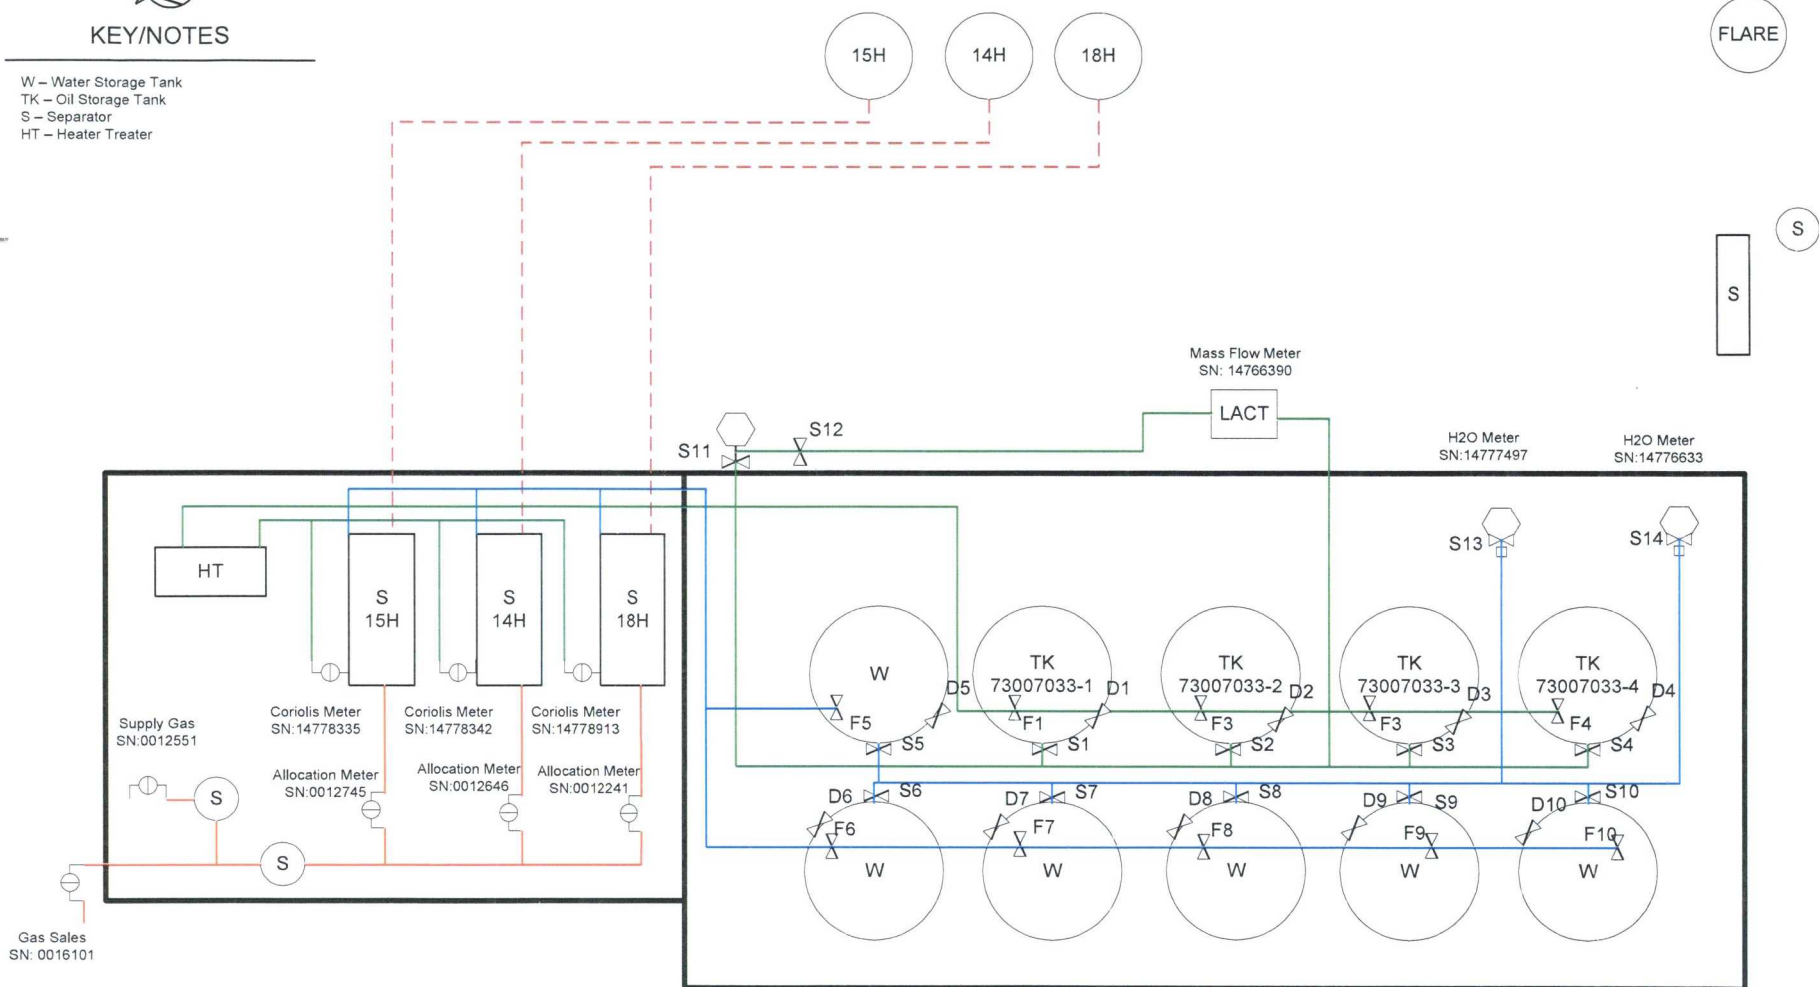 KEY/NOTES
W – Water Storage Tank
TK – Oil Storage Tank
S – Separator
HT – Heater Treater
15H
14H
18H
FLARE
S
S
Mass Flow Meter
SN: 14766390
LACT
S12
S11
H2O Meter
SN:14777497
H2O Meter
SN:14776633
S13
S14
HT
S
15H
S
14H
S
18H
W
D5
F5
S5
TK
73007033-1
D1
F1
S1
TK
73007033-2
D2
F3
S2
TK
73007033-3
D3
F3
S3
TK
73007033-4
D4
F4
S4
Supply Gas
SN:0012551
Coriolis Meter
SN:14778335
Coriolis Meter
SN:14778342
Coriolis Meter
SN:14778913
Allocation Meter
SN:0012745
Allocation Meter
SN:0012646
Allocation Meter
SN:0012241
S
S
Gas Sales
SN: 0016101
D6
S6
F6
W
D7
S7
F7
W
D8
S8
F8
W
D9
S9
F9
W
D10
S10
F10
W